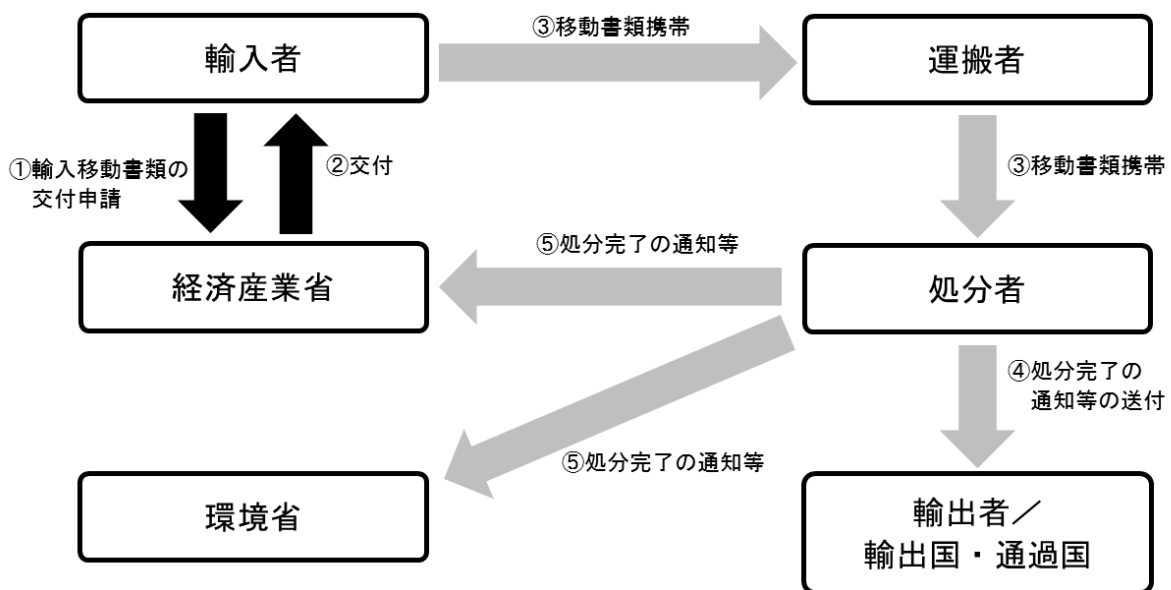 輸入者
③移動書類携帯
運搬者
①輸入移動書類の
交付申請
②交付
③移動書類携帯
経済産業省
⑤処分完了の通知等
処分者
④処分完了の
通知等の送付
⑤処分完了の通知等
環境省
輸出者／
輸出国・通過国